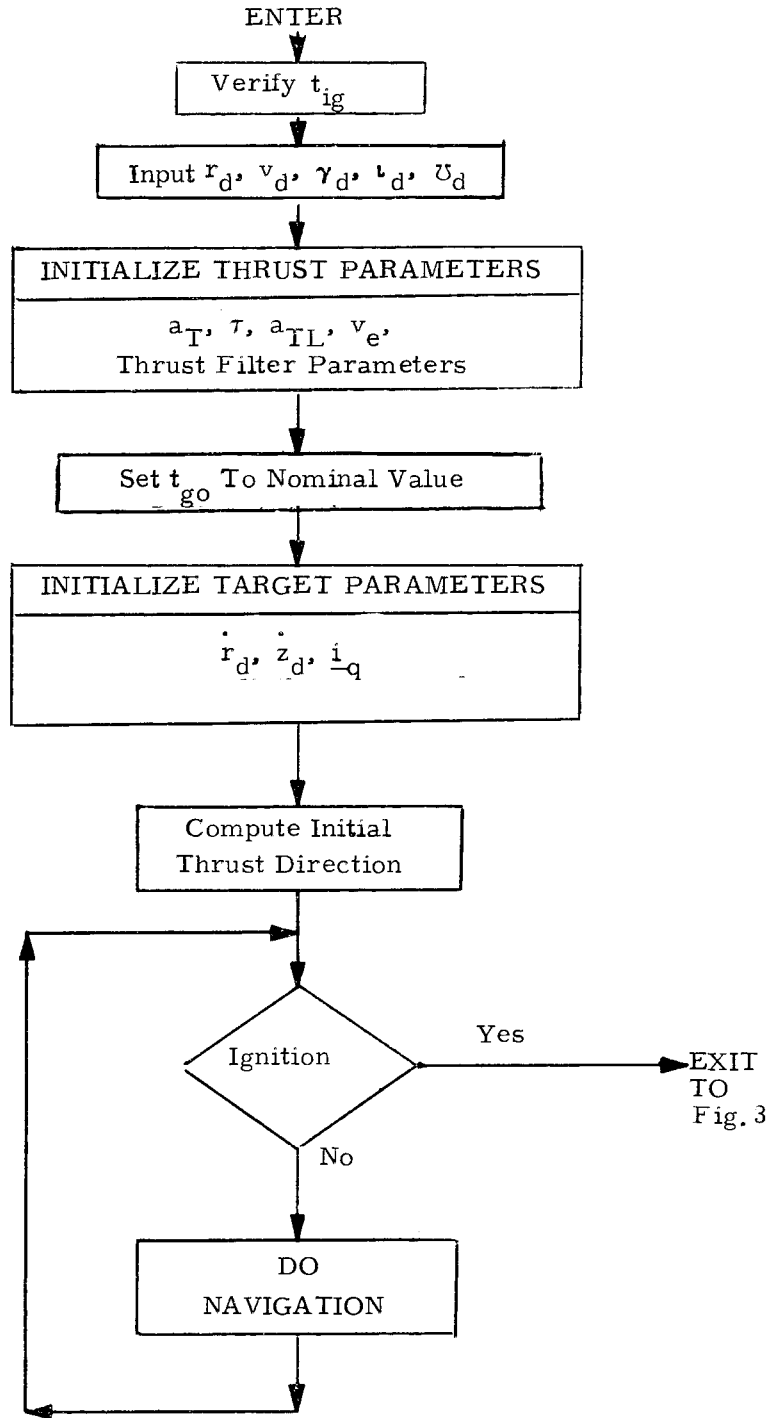 ENTER
Verify t_ig
Input r_d, v_d, γ_d, ι_d, ʊ_d
INITIALIZE THRUST PARAMETERS
a_T, τ, a_TL, v_e,
Thrust Filter Parameters
Set t_go To Nominal Value
INITIALIZE TARGET PARAMETERS
ṙ_d, ż_d, i_q
Compute Initial
Thrust Direction
Ignition
Yes
EXIT
TO
Fig. 3
No
DO
NAVIGATION